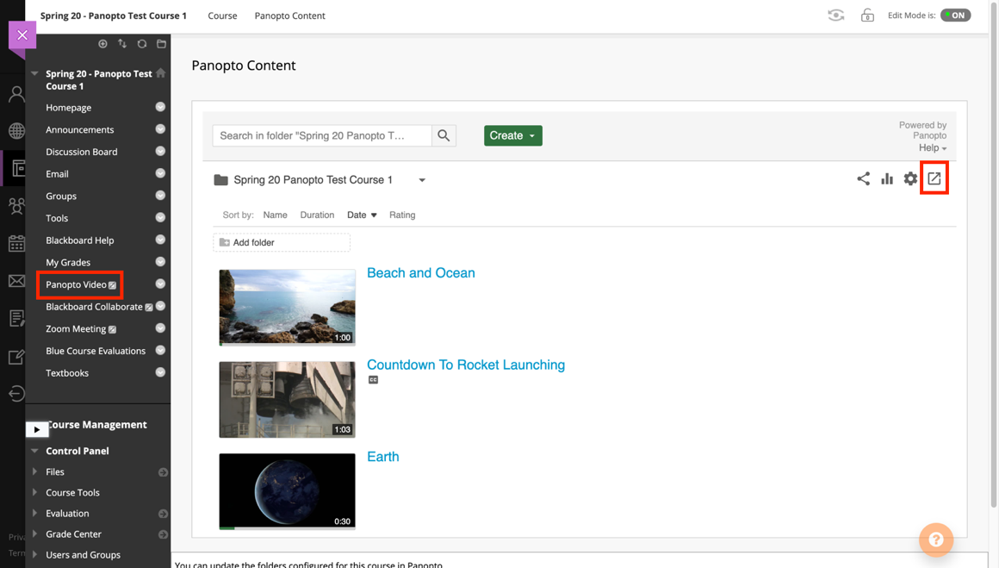 Spring 20 - Panopto Test Course 1 Course Panopto Content Edit Mode is: ON
Spring 20 - Panopto Test
Course 1
Homepage
Announcements
Discussion Board
Email
Groups
Tools
Blackboard Help
My Grades
Panopto Video
Blackboard Collaborate
Zoom Meeting
Blue Course Evaluations
Textbooks
Course Management
Control Panel
Files
Course Tools
Evaluation
Grade Center
Users and Groups
Panopto Content
Search in folder "Spring 20 Panopto T...
Create
Powered by
Panopto
Help
Spring 20 Panopto Test Course 1
Sort by: Name Duration Date Rating
Add folder
Beach and Ocean
1:00
Countdown To Rocket Launching
CC
1:03
Earth
0:30
?
You can update the folders configured for this course in Panopto.